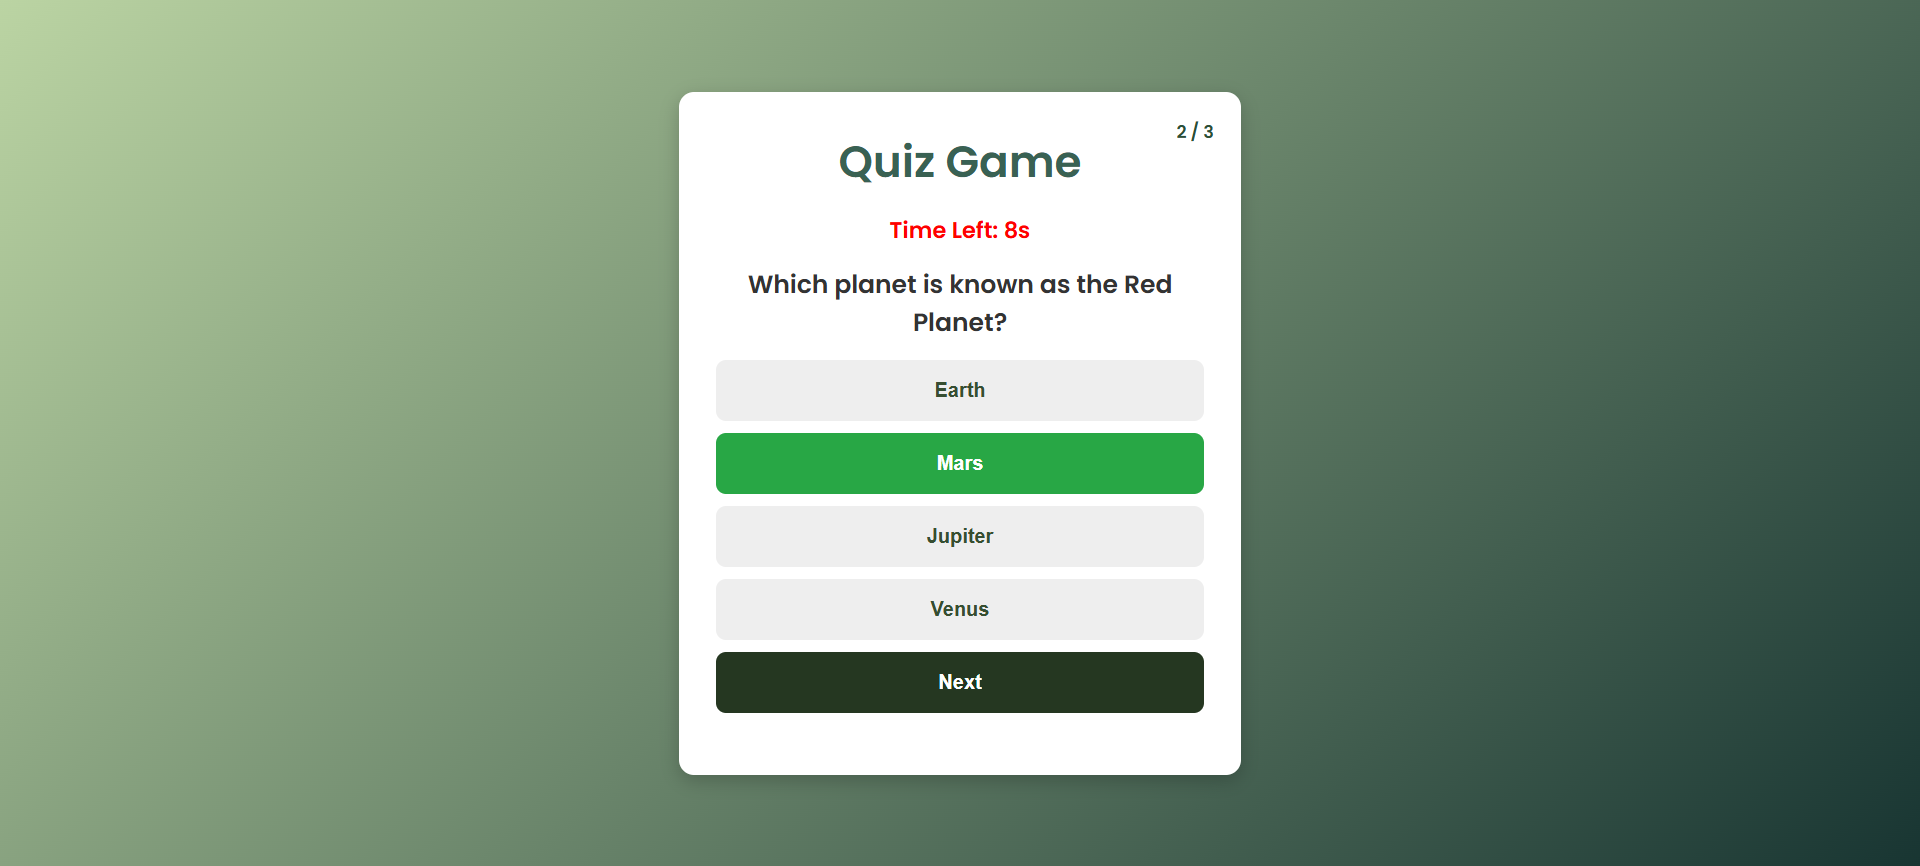 2 / 3
Quiz Game
Time Left: 8s
Which planet is known as the Red
Planet?
Earth
Mars
Jupiter
Venus
Next